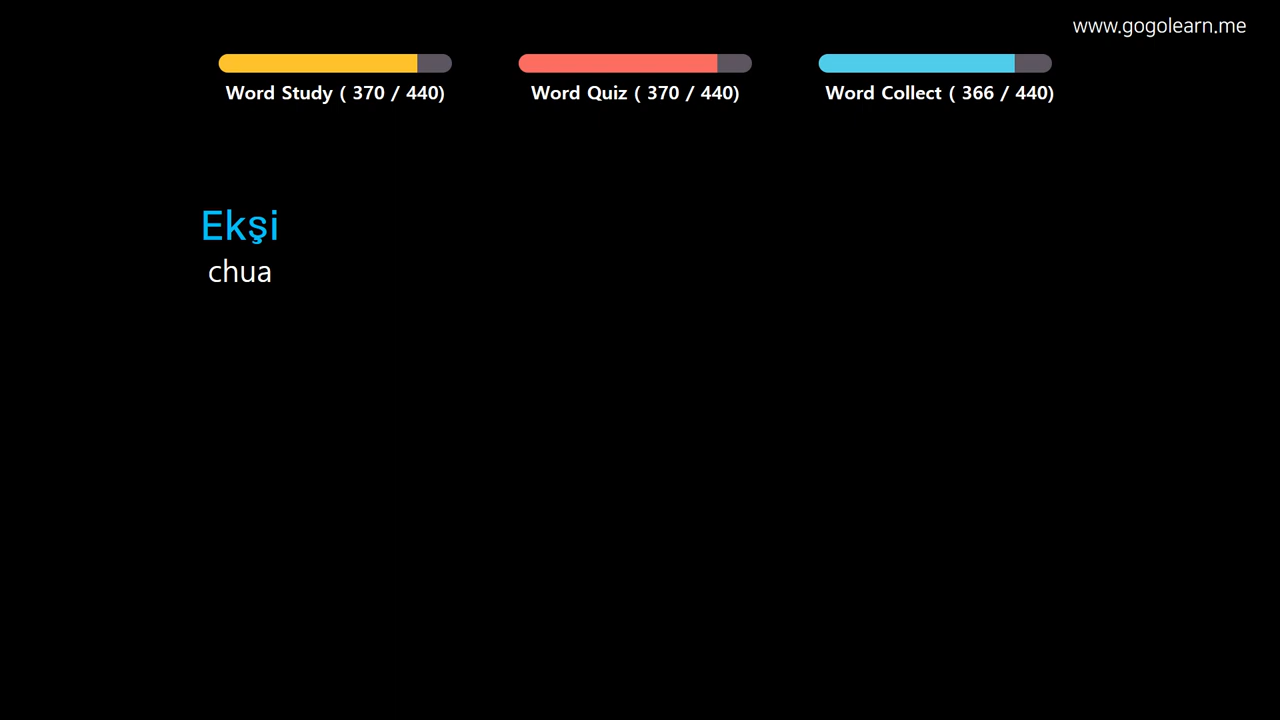 www.gogolearn.me
Word Study ( 370 / 440)
Word Quiz ( 370 / 440)
Word Collect ( 366 / 440)
Ekşi
chua